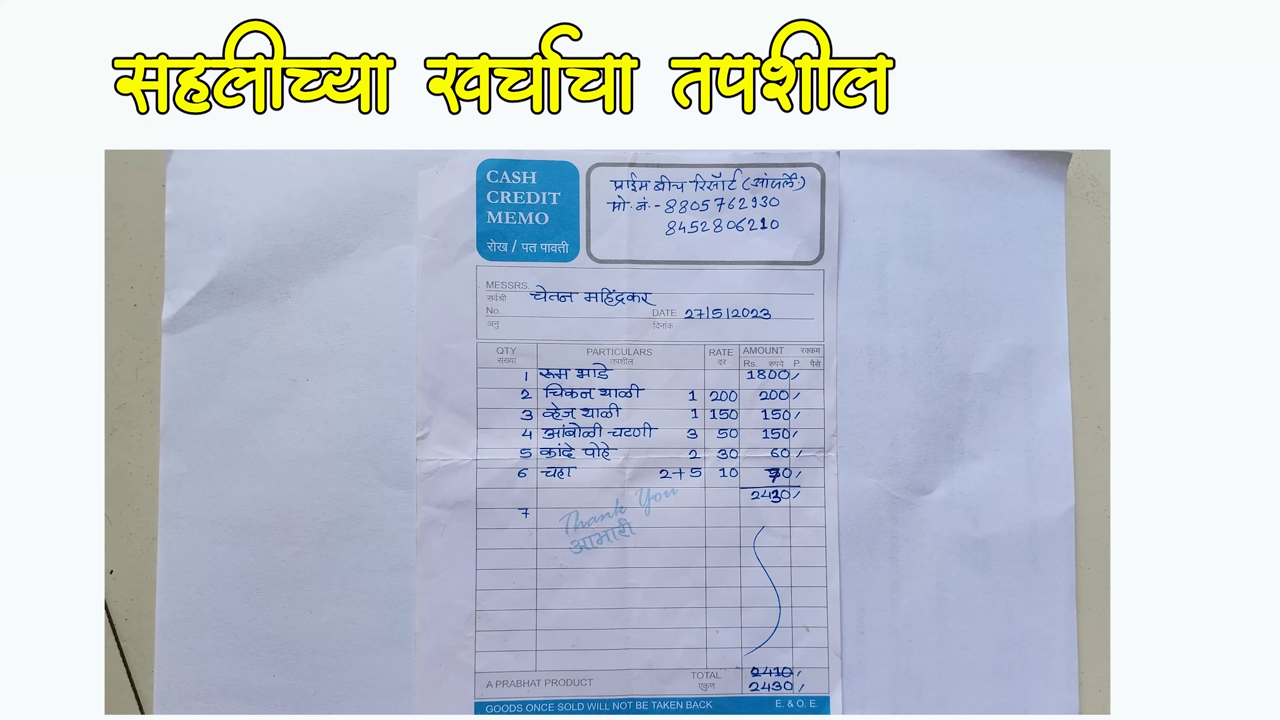 सहलीच्या खर्चाचा तपशील
CASH
CREDIT
MEMO
रोख / पत पावती
प्राईम बीच रिसॉर्ट (आंजर्ले)
मो. नं. - 8805762930
8452806210
MESSRS.
सर्वश्री चेतन महिंद्रकर
No. DATE 27/5/2023
अनु दिनांक
QTY PARTICULARS RATE AMOUNT रक्कम
संख्या तपशील दर Rs. रुपये P. पैसे
1 रूम भाडे 1800/
2 चिकन थाळी 1 200 200/
3 व्हेज थाळी 1 150 150/
4 आंबोळी चटणी 3 50 150/
5 कांदे पोहे 2 30 60/
6 चहा 2+5 10 70/
2430/
7
Thank You
आभारी
TOTAL 2410/
A PRABHAT PRODUCT एकुण 2430/
GOODS ONCE SOLD WILL NOT BE TAKEN BACK E. & O. E.